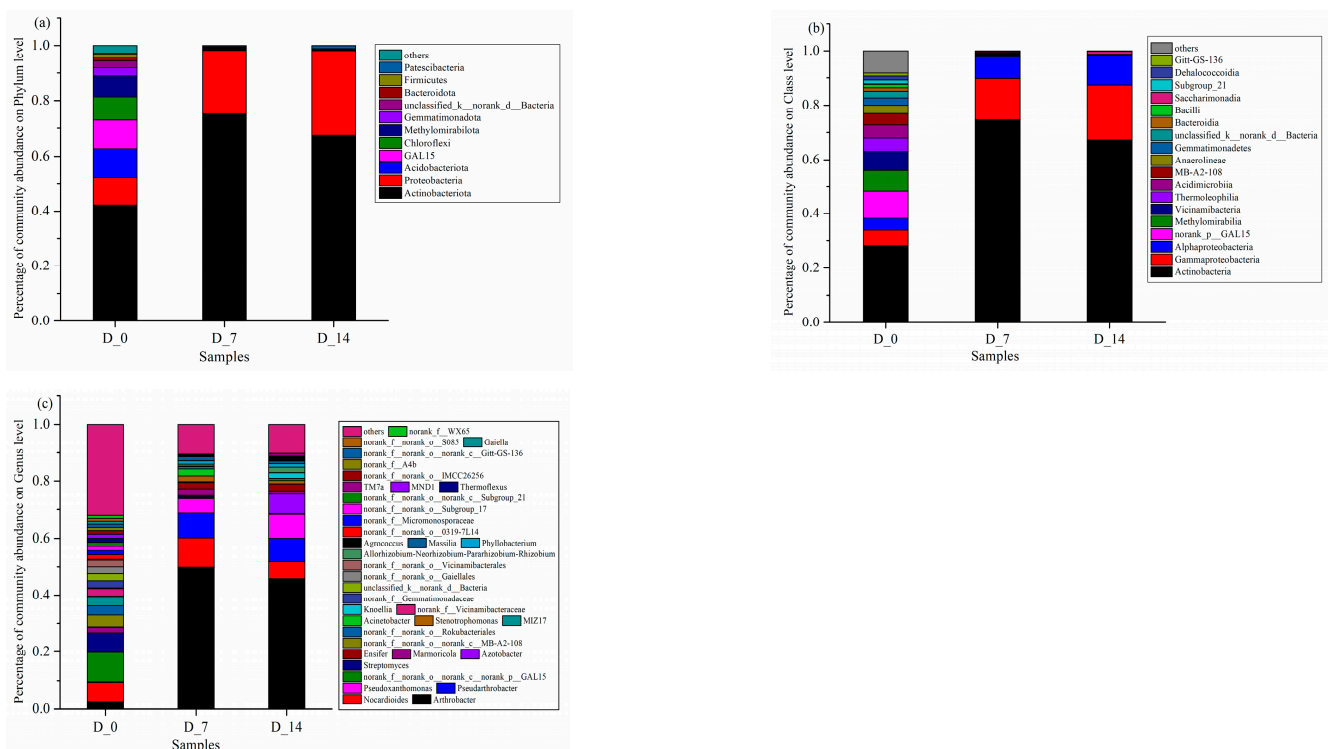 (a)
Percentage of community abundance on Phylum level
1.0
0.8
0.6
0.4
0.2
0.0
D_0
D_7
D_14
Samples
others
Patescibacteria
Firmicutes
Bacteroidota
unclassified_k__norank_d__Bacteria
Gemmatimonadota
Methylomirabilota
Chloroflexi
GAL15
Acidobacteriota
Proteobacteria
Actinobacteriota
(b)
Percentage of community abundance on Class level
1.0
0.8
0.6
0.4
0.2
0.0
D_0
D_7
D_14
Samples
others
Gitt-GS-136
Dehalococcoidia
Subgroup_21
Saccharimonadia
Bacilli
Bacteroidia
unclassified_k__norank_d__Bacteria
Gemmatimonadetes
Anaerolineae
MB-A2-108
Acidimicrobiia
Thermoleophilia
Vicinamibacteria
Methylomirabilia
norank_p__GAL15
Alphaproteobacteria
Gammaproteobacteria
Actinobacteria
(c)
Percentage of community abundance on Genus level
1.0
0.8
0.6
0.4
0.2
0.0
D_0
D_7
D_14
Samples
others norank_f__WX65
norank_f__norank_o__S085 Gaiella
norank_f__norank_o__norank_c__Gitt-GS-136
norank_f__A4b
norank_f__norank_o__IMCC26256
TM7a MND1 Thermoflexus
norank_f__norank_o__norank_c__Subgroup_21
norank_f__norank_o__Subgroup_17
norank_f__Micromonosporaceae
norank_f__norank_o__0319-7L14
Agrococcus Massilia Phyllobacterium
Allorhizobium-Neorhizobium-Pararhizobium-Rhizobium
norank_f__norank_o__Vicinamibacterales
norank_f__norank_o__Gaiellales
unclassified_k__norank_d__Bacteria
norank_f__Gemmatimonadaceae
Knoellia norank_f__Vicinamibacteraceae
Acinetobacter Stenotrophomonas MIZ17
norank_f__norank_o__Rokubacteriales
norank_f__norank_o__norank_c__MB-A2-108
Ensifer Marmoricola Azotobacter
Streptomyces
norank_f__norank_o__norank_c__norank_p__GAL15
Pseudoxanthomonas Pseudarthrobacter
Nocardioides Arthrobacter